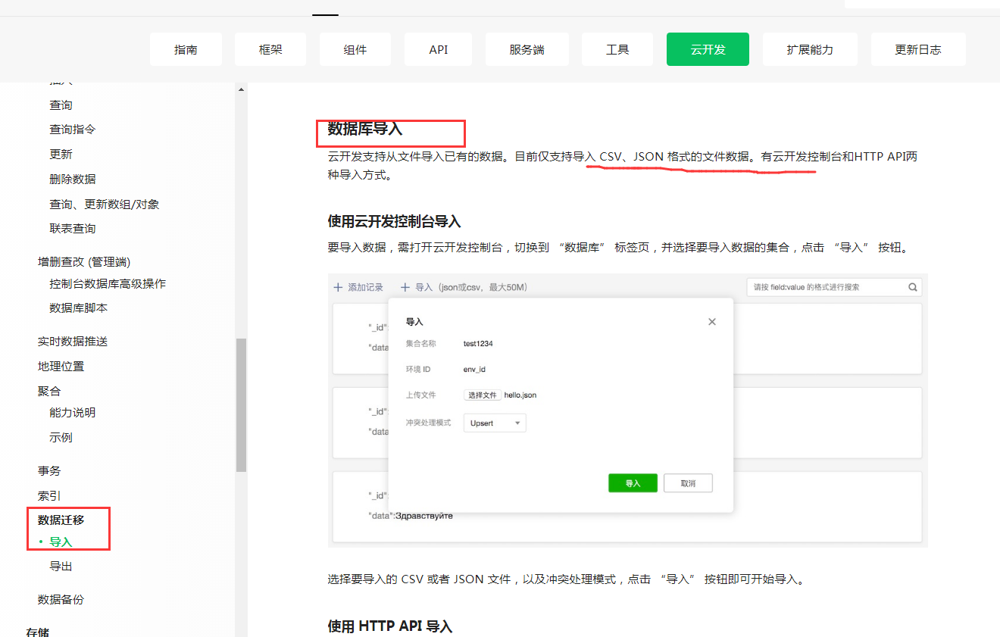 指南
框架
组件
API
服务端
工具
云开发
扩展能力
更新日志
查询
查询指令
更新
删除数据
查询、更新数组/对象
联表查询
增删查改 (管理端)
控制台数据库高级操作
数据库脚本
实时数据推送
地理位置
聚合
能力说明
示例
事务
索引
数据迁移
• 导入
导出
数据备份
存储
数据库导入
云开发支持从文件导入已有的数据。目前仅支持导入 CSV、JSON 格式的文件数据。有云开发控制台和HTTP API两
种导入方式。
使用云开发控制台导入
要导入数据，需打开云开发控制台，切换到 “数据库” 标签页，并选择要导入数据的集合，点击 “导入” 按钮。
添加记录
导入（json或csv，最大50M）
请按 field:value 的格式进行搜索
"_id":
"data
导入
集合名称 test1234
环境 ID env_id
上传文件 选择文件 hello.json
冲突处理模式 Upsert
导入
取消
"_id":
"data
"_id":
"data":Здравствуйте
选择要导入的 CSV 或者 JSON 文件，以及冲突处理模式，点击 “导入” 按钮即可开始导入。
使用 HTTP API 导入